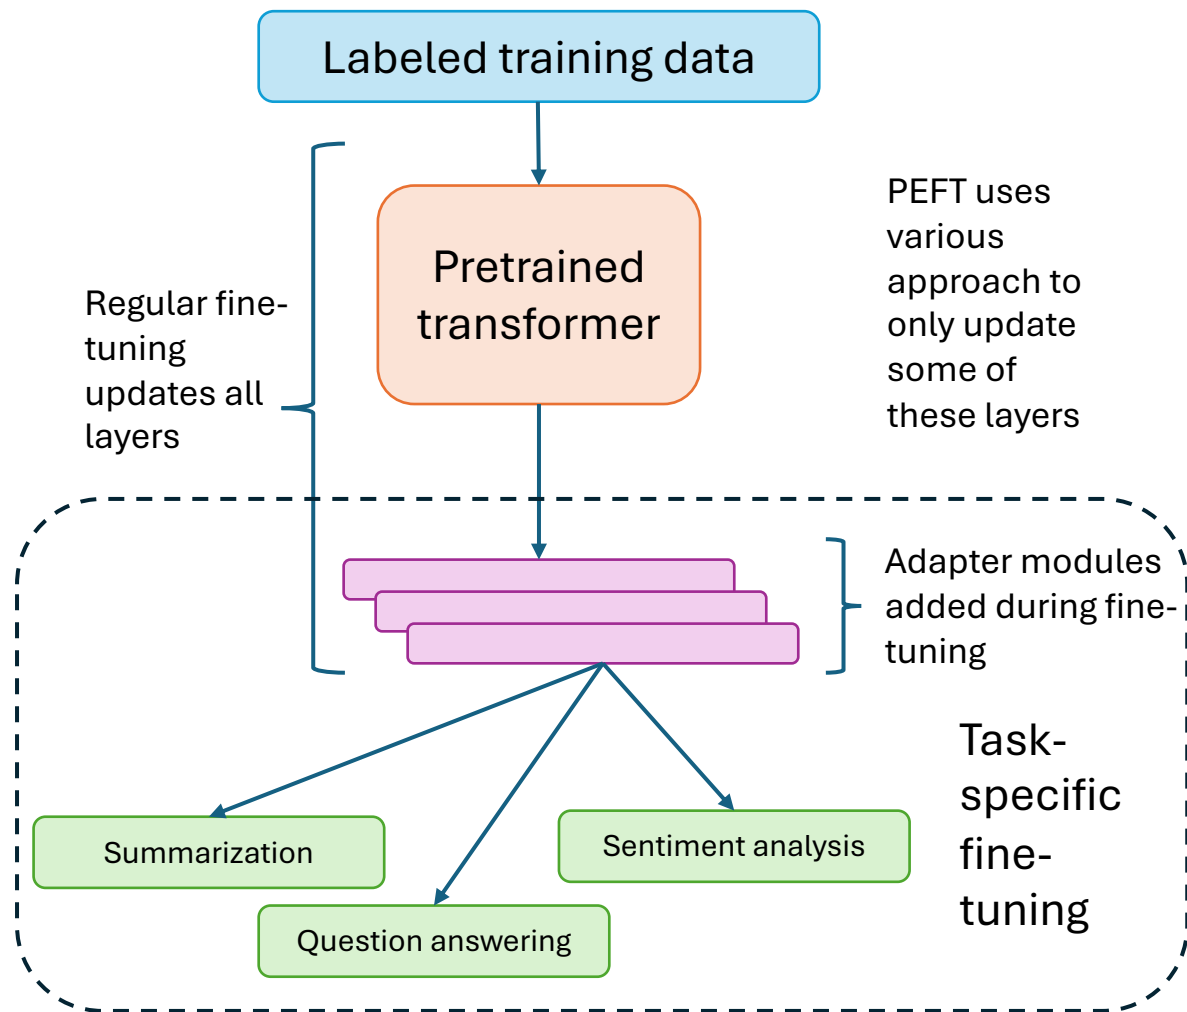 Labeled training data
Pretrained
transformer
Regular fine-
tuning
updates all
layers
PEFT uses
various
approach to
only update
some of
these layers
Adapter modules
added during fine-
tuning
Task-
specific
fine-
tuning
Summarization
Sentiment analysis
Question answering